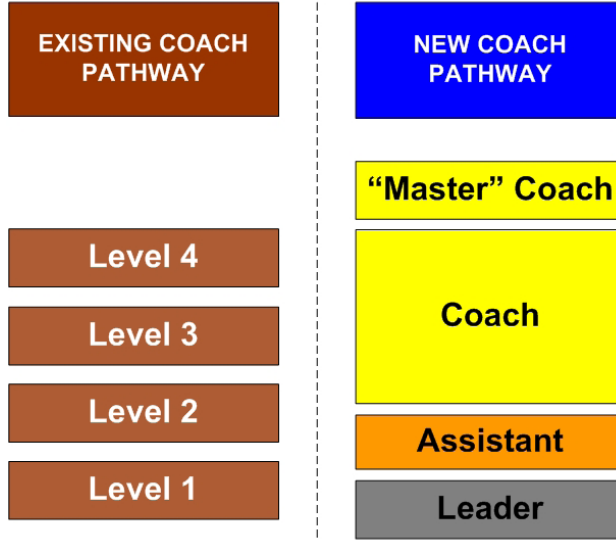 EXISTING COACH
PATHWAY
Level 4
Level 3
Level 2
Level 1
NEW COACH
PATHWAY
“Master” Coach
Coach
Assistant
Leader